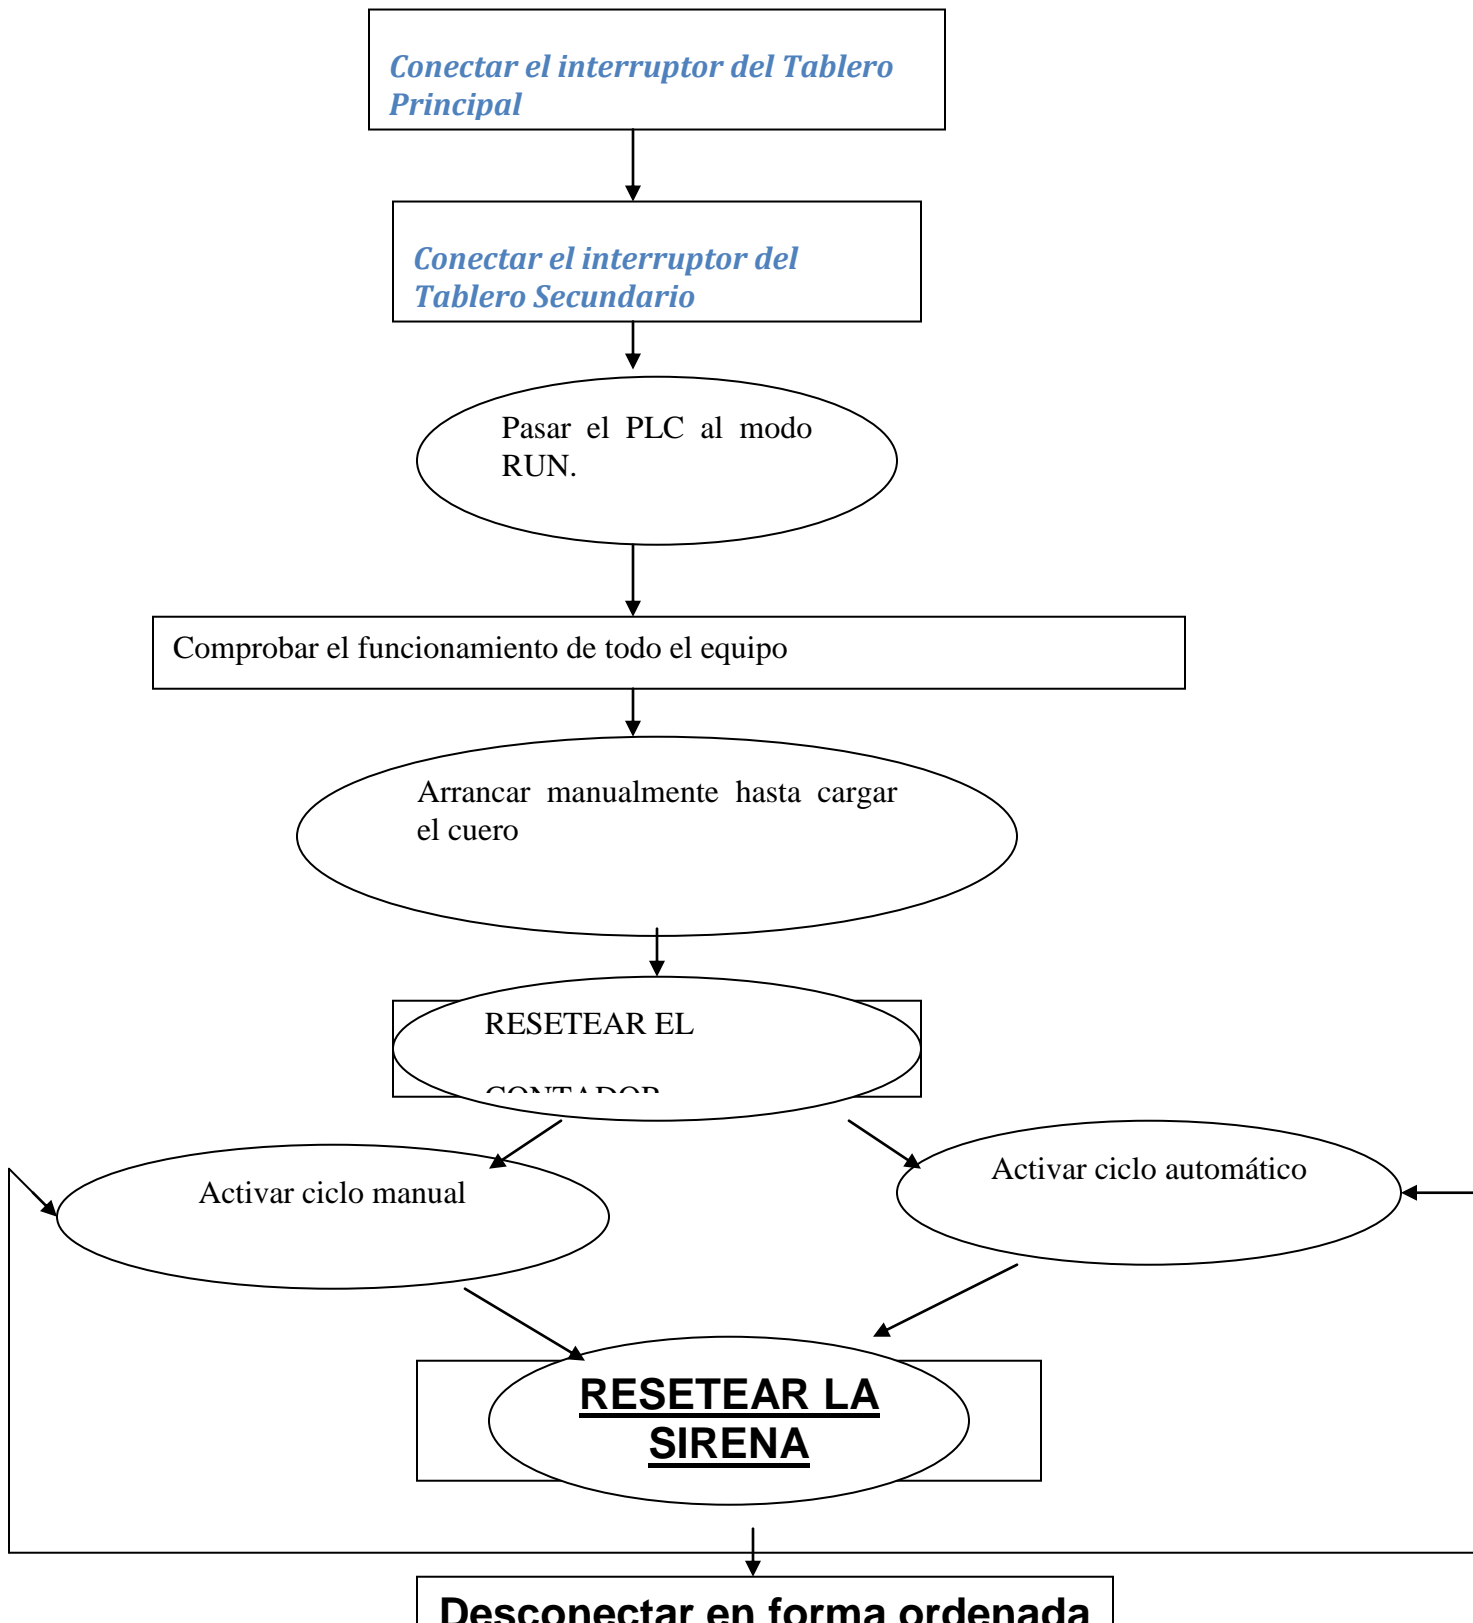 Conectar el interruptor del Tablero
Principal
Conectar el interruptor del
Tablero Secundario
Pasar el PLC al modo
RUN.
Comprobar el funcionamiento de todo el equipo
Arrancar manualmente hasta cargar
el cuero
RESETEAR EL
CONTADOR
Activar ciclo manual
Activar ciclo automático
RESETEAR LA
SIRENA
Desconectar en forma ordenada